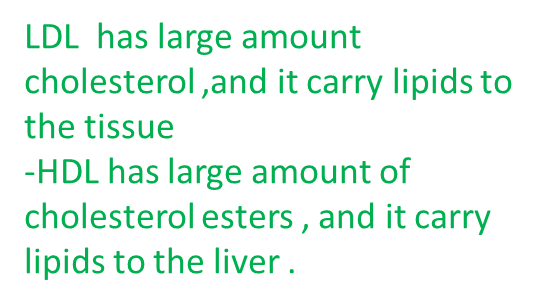 LDL  has large amount
cholesterol ,and it carry lipids to
the tissue
-HDL has large amount of
cholesterol esters , and it carry
lipids to the liver .